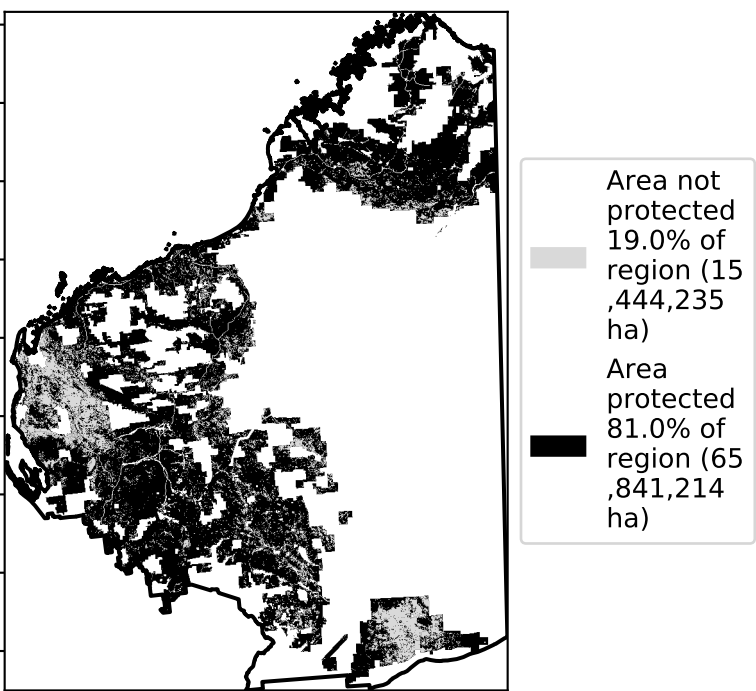 Area not
protected
19.0% of
region (15
,444,235
ha)
Area
protected
81.0% of
region (65
,841,214
ha)